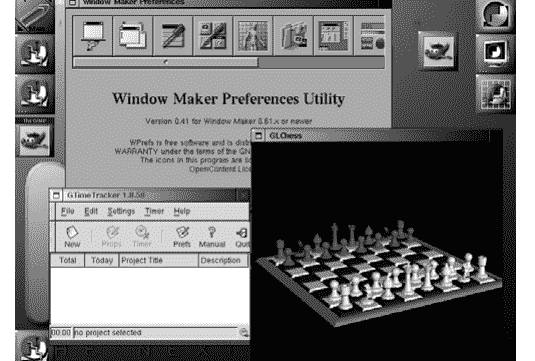 Window Maker Preferences
Window Maker Preferences Utility
Version 0.41 for Window Maker 0.61.x or newer
WPrefs is free software and is distr
WARRANTY under the terms of the GN
The icons in this program are lic
OpenContent Lice
GLChess
GTimeTracker 1.8.58
File Edit Settings Timer Help
New Props Timer Prefs Manual Quit
Total Today Project Title Description
00:00 no project selected